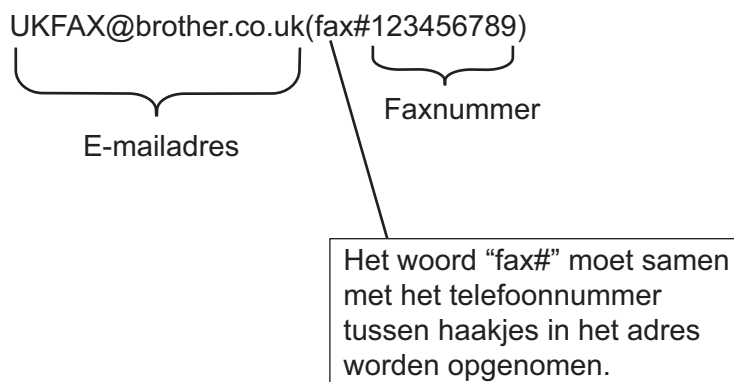 UKFAX@brother.co.uk(fax#123456789)
Faxnummer
E-mailadres
Het woord “fax#” moet samen
met het telefoonnummer
tussen haakjes in het adres
worden opgenomen.